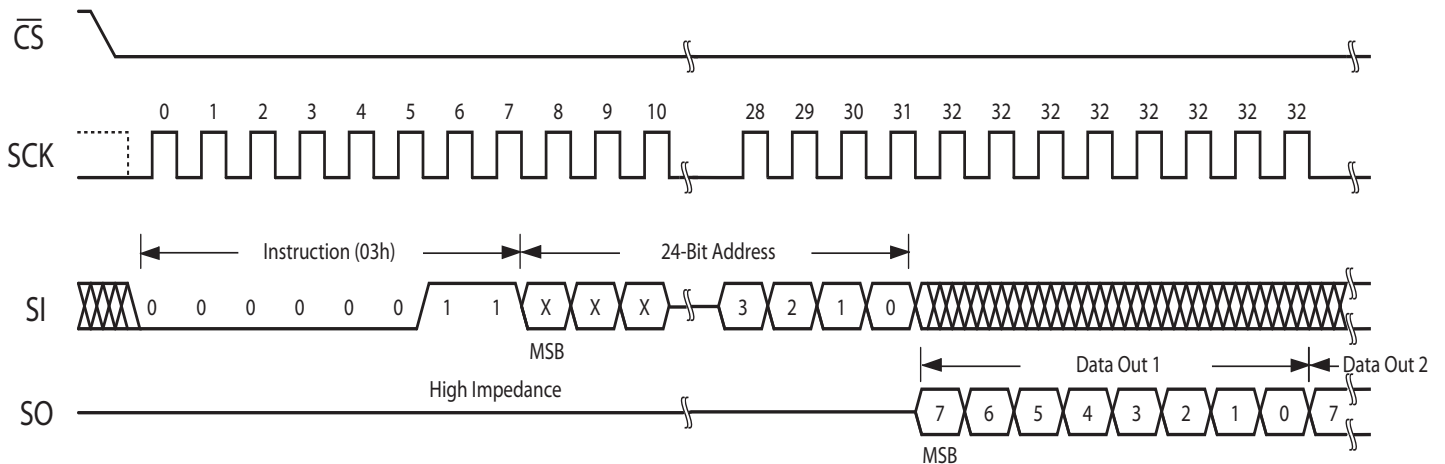 CS
0 1 2 3 4 5 6 7 8 9 10 28 29 30 31 32 32 32 32 32 32 32 32
SCK
Instruction (03h) 24-Bit Address
SI 0 0 0 0 0 0 1 1 X X X 3 2 1 0
MSB
Data Out 1 Data Out 2
High Impedance
SO 7 6 5 4 3 2 1 0 7
MSB